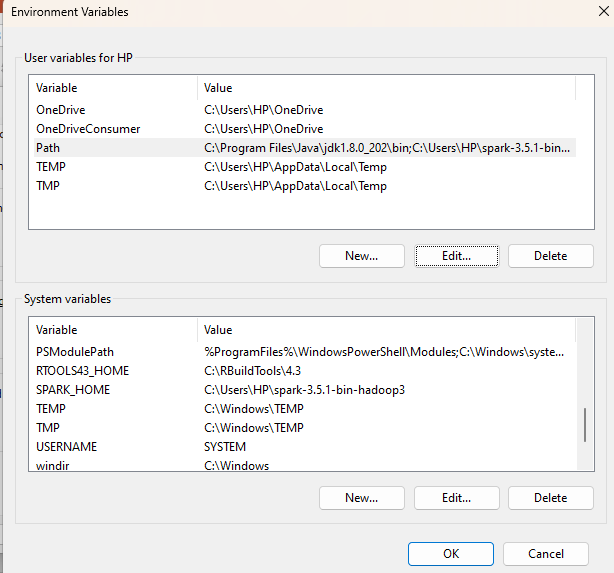 Environment Variables
User variables for HP
Variable Value
OneDrive C:\Users\HP\OneDrive
OneDriveConsumer C:\Users\HP\OneDrive
Path C:\Program Files\Java\jdk1.8.0_202\bin;C:\Users\HP\spark-3.5.1-bin...
TEMP C:\Users\HP\AppData\Local\Temp
TMP C:\Users\HP\AppData\Local\Temp
New... Edit... Delete
System variables
Variable Value
PSModulePath %ProgramFiles%\WindowsPowerShell\Modules;C:\Windows\syste...
RTOOLS43_HOME C:\RBuildTools\4.3
SPARK_HOME C:\Users\HP\spark-3.5.1-bin-hadoop3
TEMP C:\Windows\TEMP
TMP C:\Windows\TEMP
USERNAME SYSTEM
windir C:\Windows
New... Edit... Delete
OK Cancel